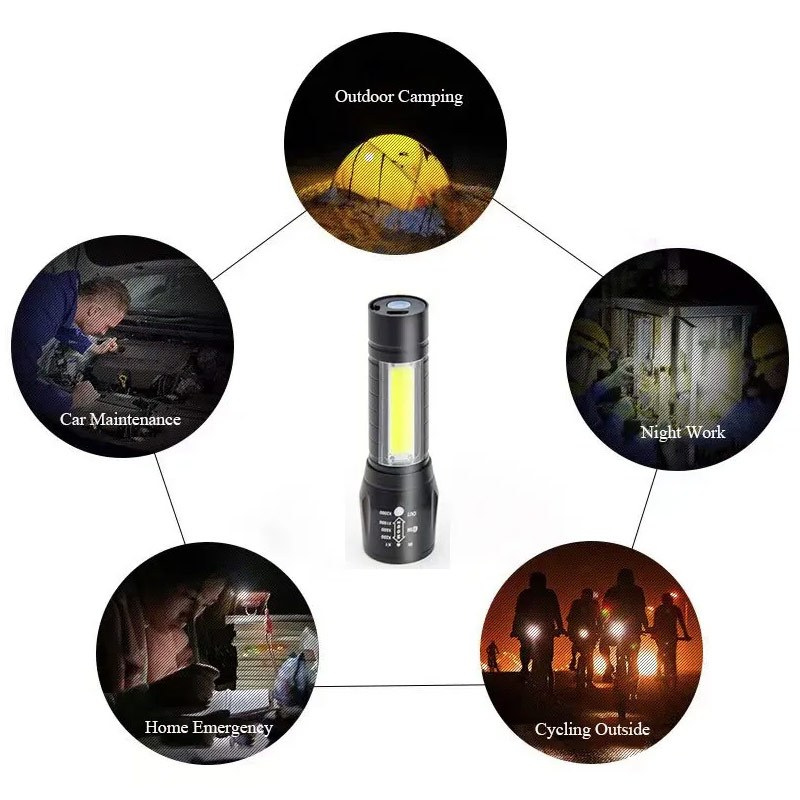 Outdoor Camping
Car Maintenance
Night Work
Home Emergency
Cycling Outside